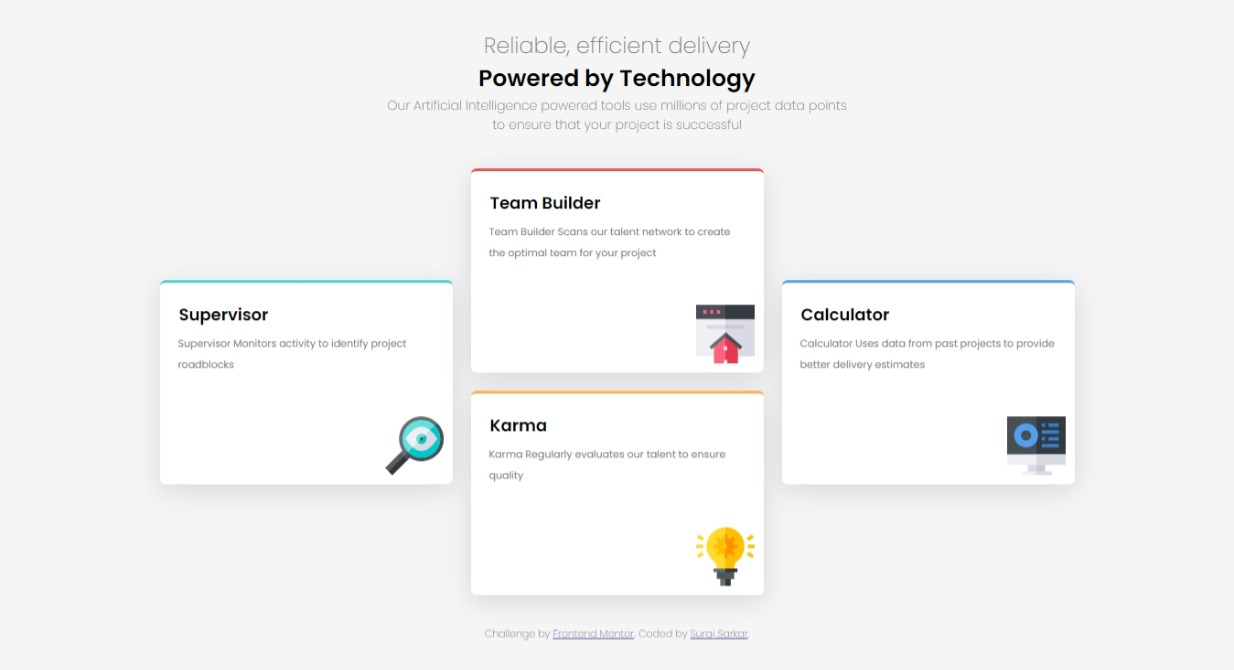 Reliable, efficient delivery
Powered by Technology
Our Artificial Intelligence powered tools use millions of project data points
to ensure that your project is successful
Team Builder
Team Builder Scans our talent network to create
the optimal team for your project
Supervisor
Supervisor Monitors activity to identify project
roadblocks
Calculator
Calculator Uses data from past projects to provide
better delivery estimates
Karma
Karma Regularly evaluates our talent to ensure
quality
Challenge by Frontend Mentor. Coded by Suraj Sarkar.